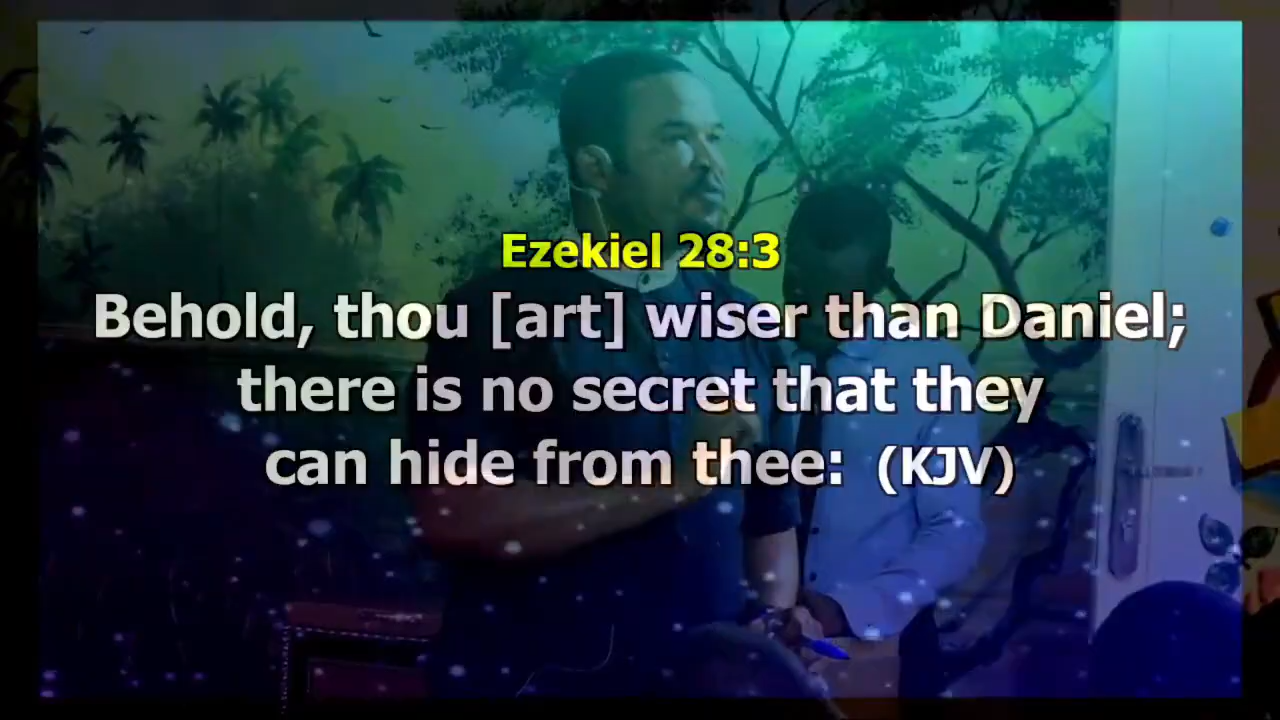 Ezekiel 28:3
Behold, thou [art] wiser than Daniel;
there is no secret that they
can hide from thee: (KJV)